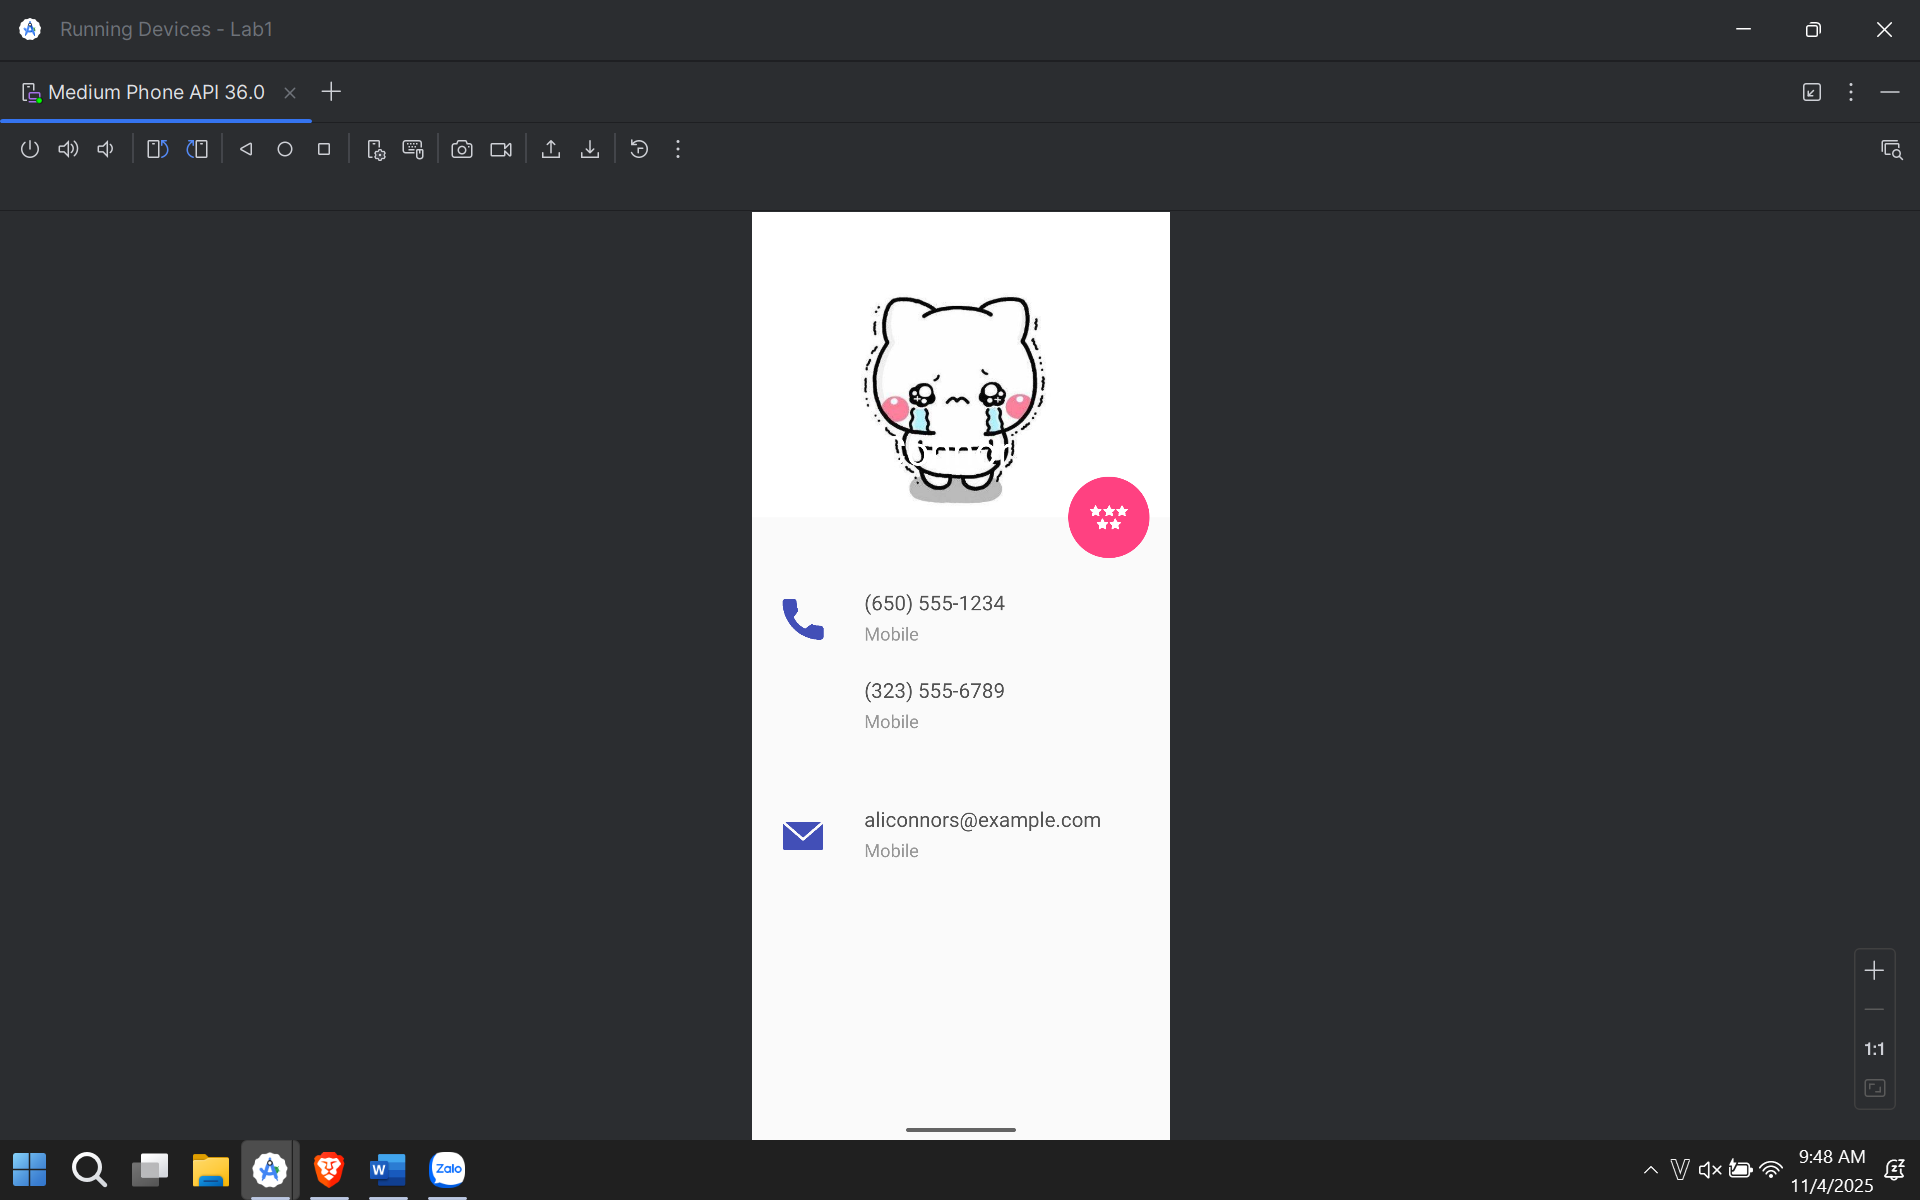 Running Devices - Lab1
Medium Phone API 36.0
(650) 555-1234
Mobile
(323) 555-6789
Mobile
aliconnors@example.com
Mobile
1:1
W
Zalo
V
9:48 AM
11/4/2025